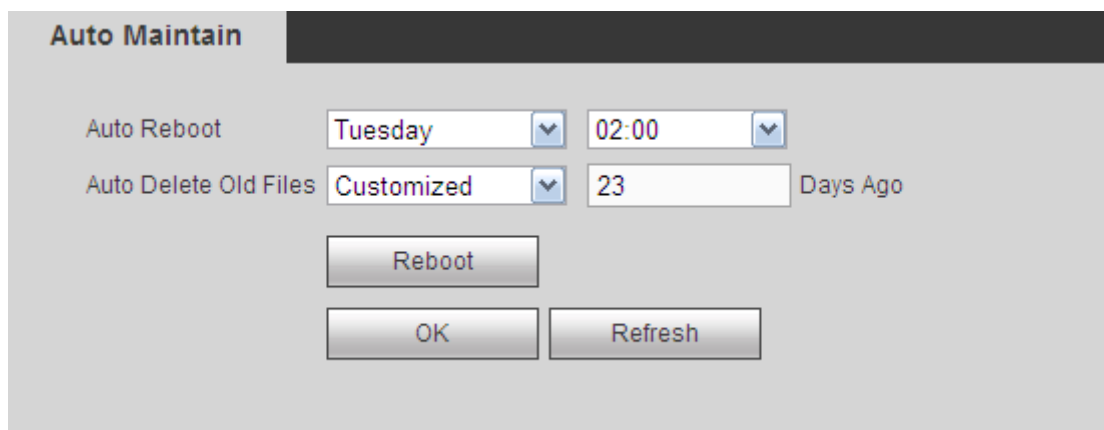 Auto Maintain
Auto Reboot Tuesday 02:00
Auto Delete Old Files Customized 23 Days Ago
Reboot
OK Refresh